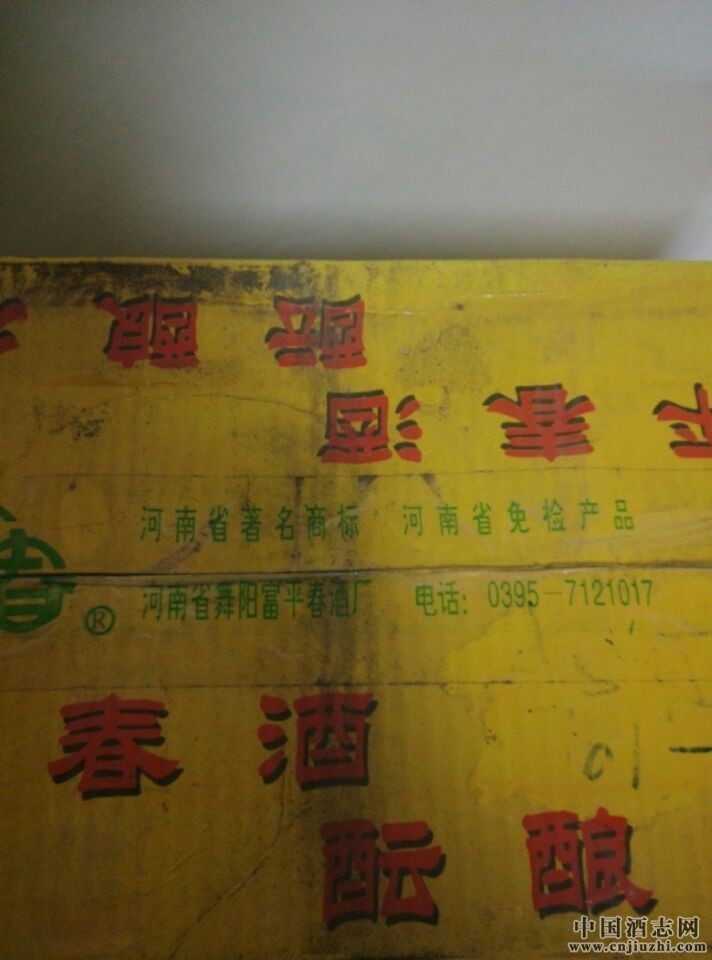 酝酿
春酒
河南省著名商标 河南省免检产品
河南省舞阳富平春酒厂 电话：0395-7121017
®
春酒
酝酿
01-
中国酒志网
www.cnjiuzhi.com